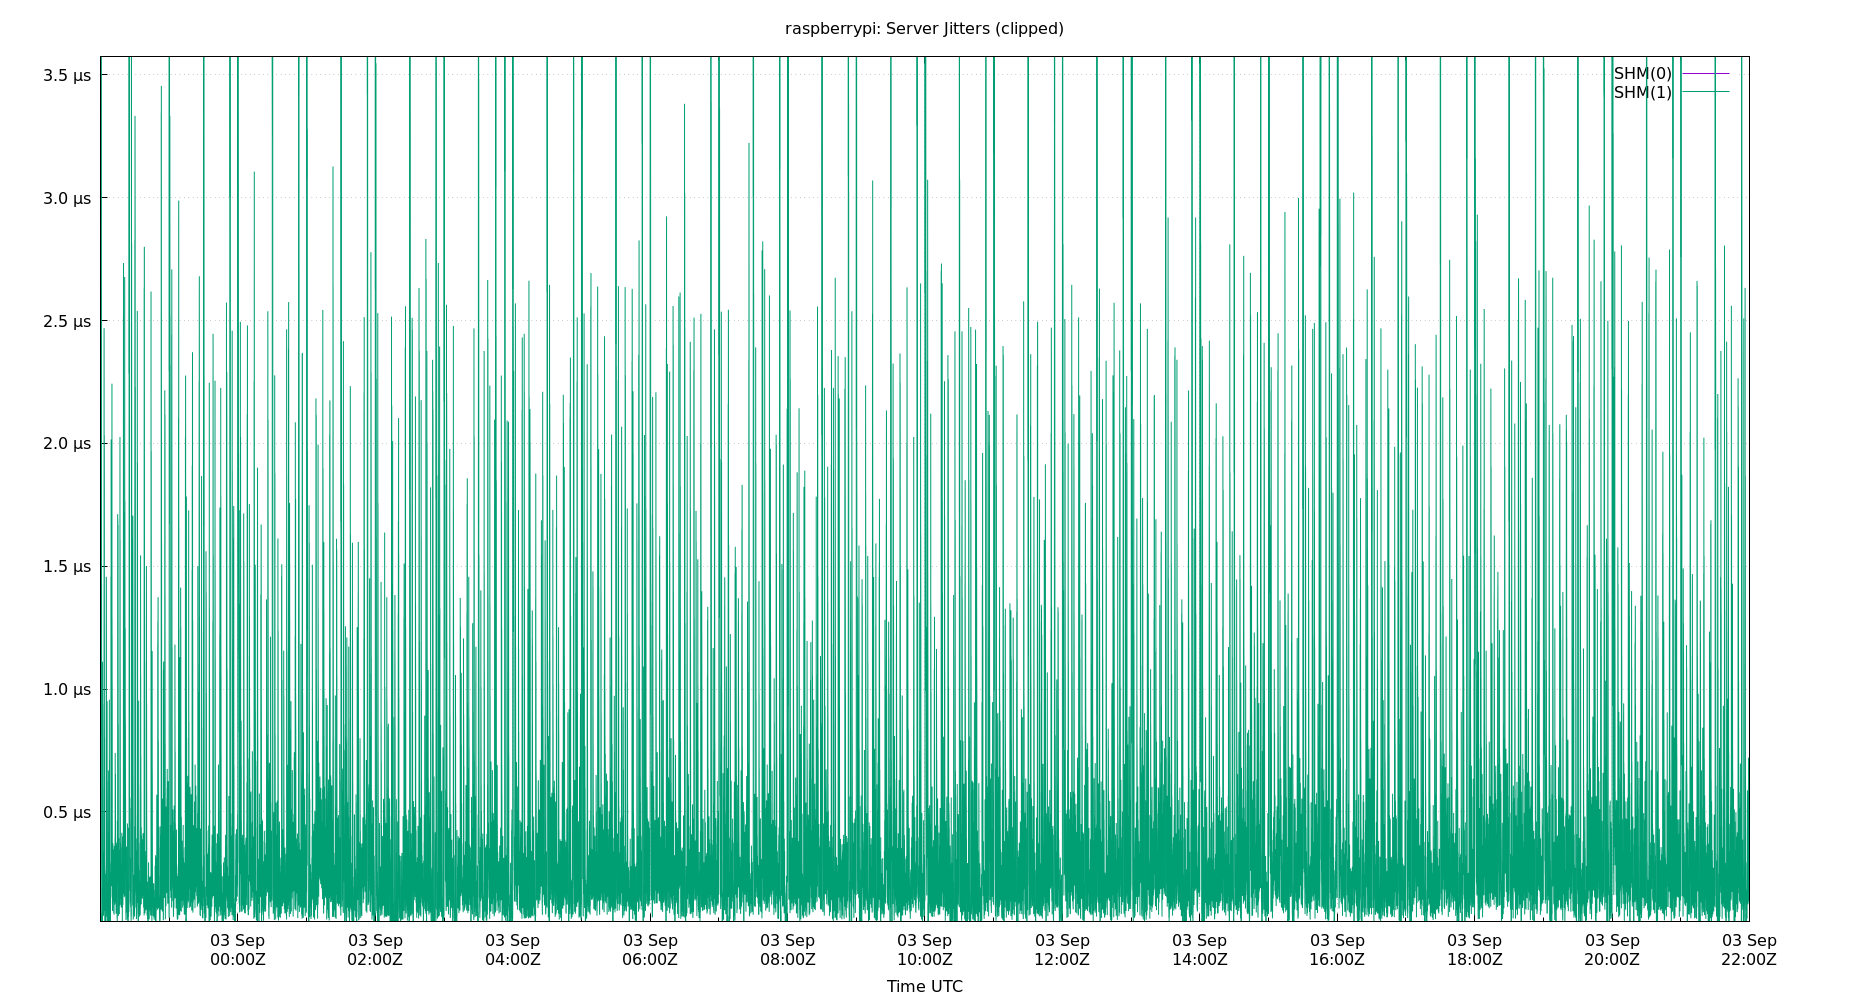 raspberrypi: Server Jitters (clipped)
3.5 µs
3.0 µs
2.5 µs
2.0 µs
1.5 µs
1.0 µs
0.5 µs
SHM(0)
SHM(1)
03 Sep 03 Sep 03 Sep 03 Sep 03 Sep 03 Sep 03 Sep 03 Sep 03 Sep 03 Sep 03 Sep 03 Sep
00:00Z 02:00Z 04:00Z 06:00Z 08:00Z 10:00Z 12:00Z 14:00Z 16:00Z 18:00Z 20:00Z 22:00Z
Time UTC